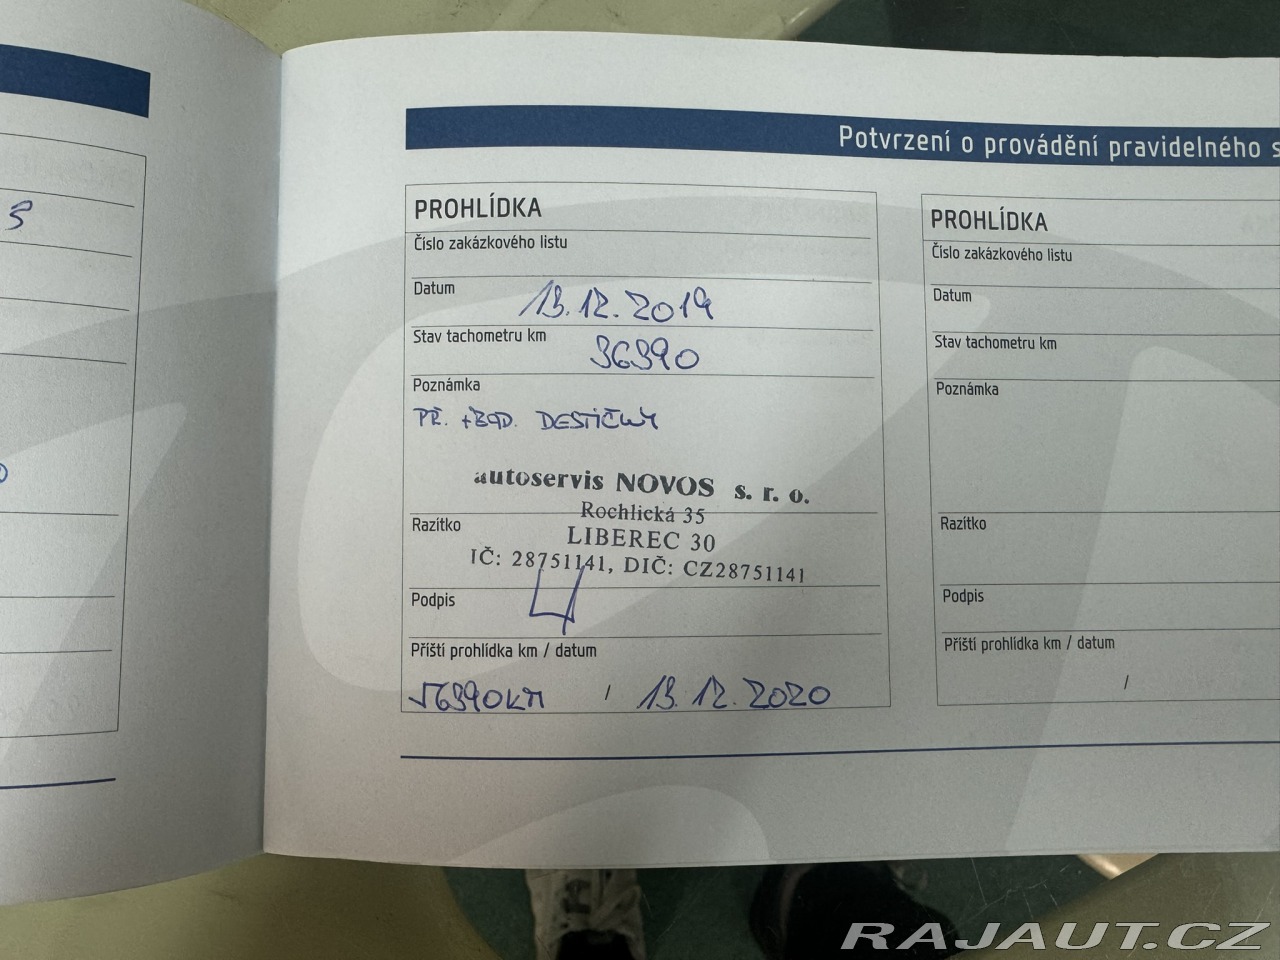 Potvrzení o provádění pravidelného s
PROHLÍDKA
Číslo zakázkového listu
Datum 13.12.2019
Stav tachometru km 36390
Poznámka
PŘ. + ZAD. DESTIČKY
autoservis NOVOS s. r. o.
Rochlická 35
Razítko
LIBEREC 30
IČ: 28751141, DIČ: CZ28751141
Podpis
Příští prohlídka km / datum
56390KM / 13.12.2020
PROHLÍDKA
Číslo zakázkového listu
Datum
Stav tachometru km
Poznámka
Razítko
Podpis
Příští prohlídka km / datum
/
RAJAUT.CZ